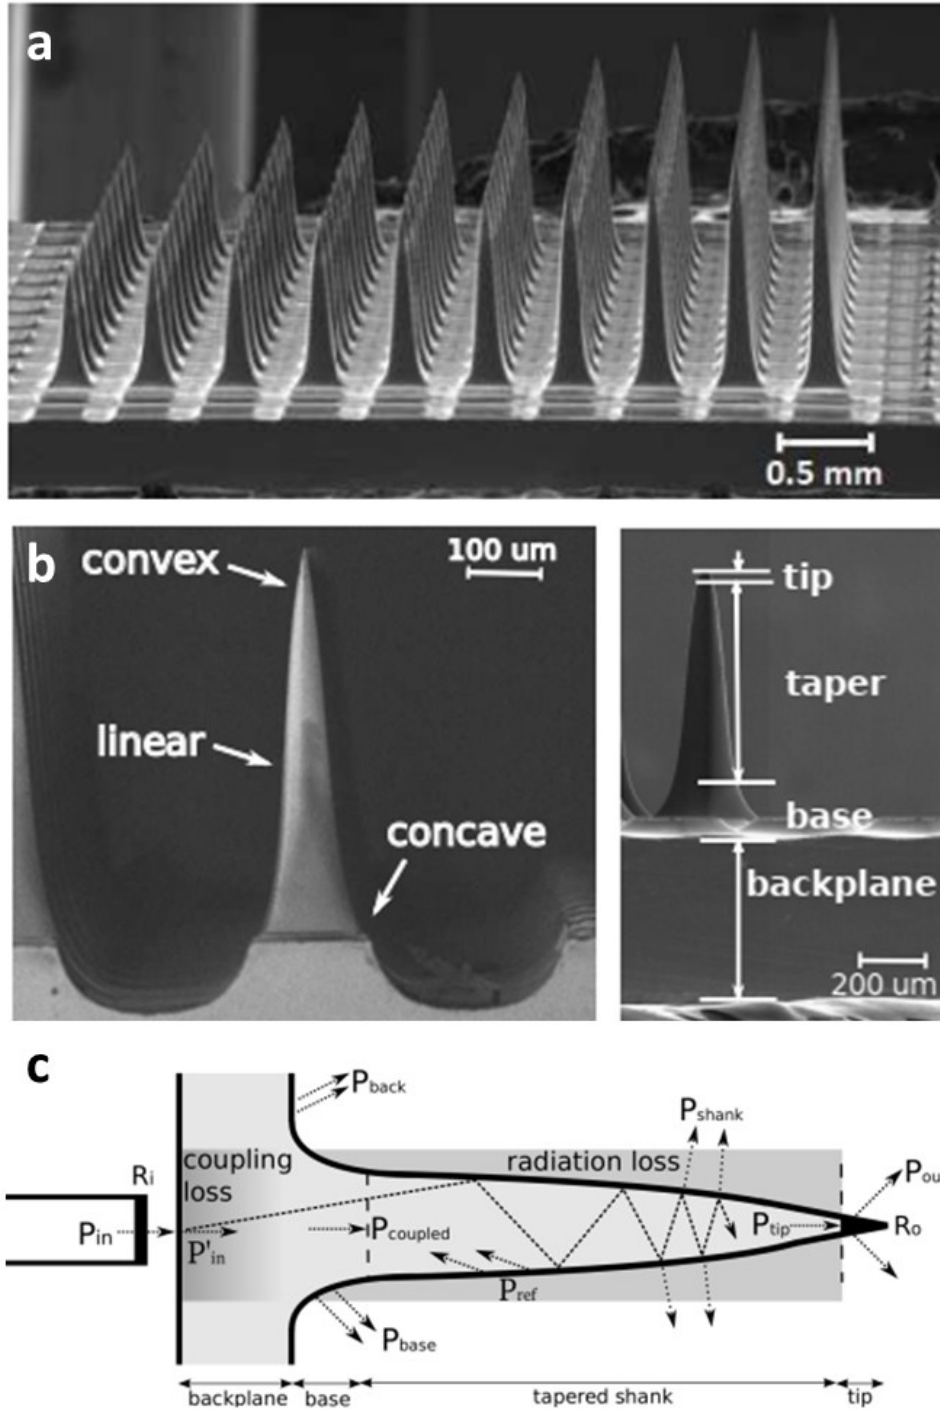 a
0.5 mm
b
convex
100 um
linear
concave
tip
taper
base
backplane
200 um
c
Pback
Pshank
coupling
loss
radiation loss
Ri
Pin
P'in
Pcoupled
Ptip
Pou
Ro
Pref
Pbase
backplane
base
tapered shank
tip